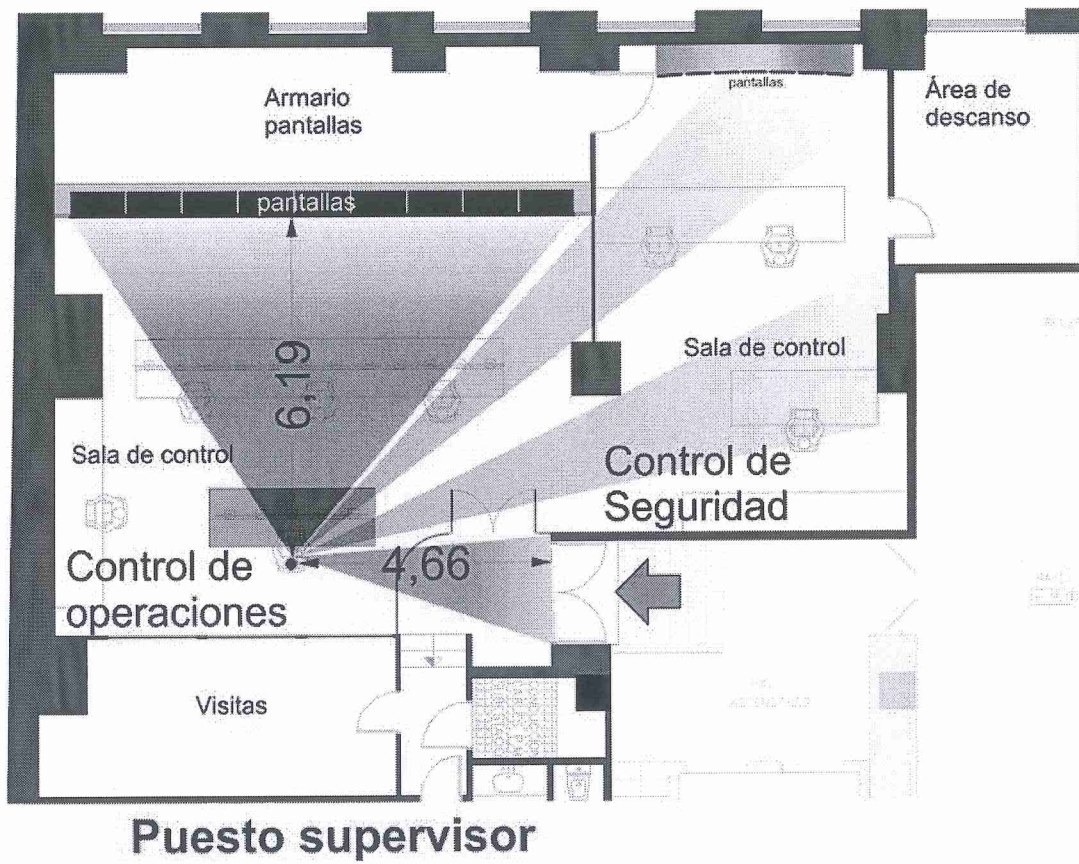 Armario
pantallas
pantallas
Área de
descanso
pantallas
6,19
Sala de control
Sala de control
Control de
Seguridad
4,66
Control de
operaciones
Visitas
Puesto supervisor